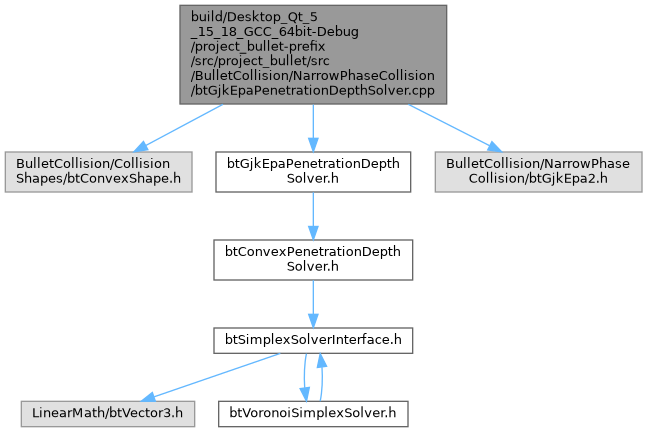 build/Desktop_Qt_5
_15_18_GCC_64bit-Debug
/project_bullet-prefix
/src/project_bullet/src
/BulletCollision/NarrowPhaseCollision
/btGjkEpaPenetrationDepthSolver.cpp
BulletCollision/Collision
Shapes/btConvexShape.h
btGjkEpaPenetrationDepth
Solver.h
BulletCollision/NarrowPhase
Collision/btGjkEpa2.h
btConvexPenetrationDepth
Solver.h
btSimplexSolverInterface.h
LinearMath/btVector3.h
btVoronoiSimplexSolver.h